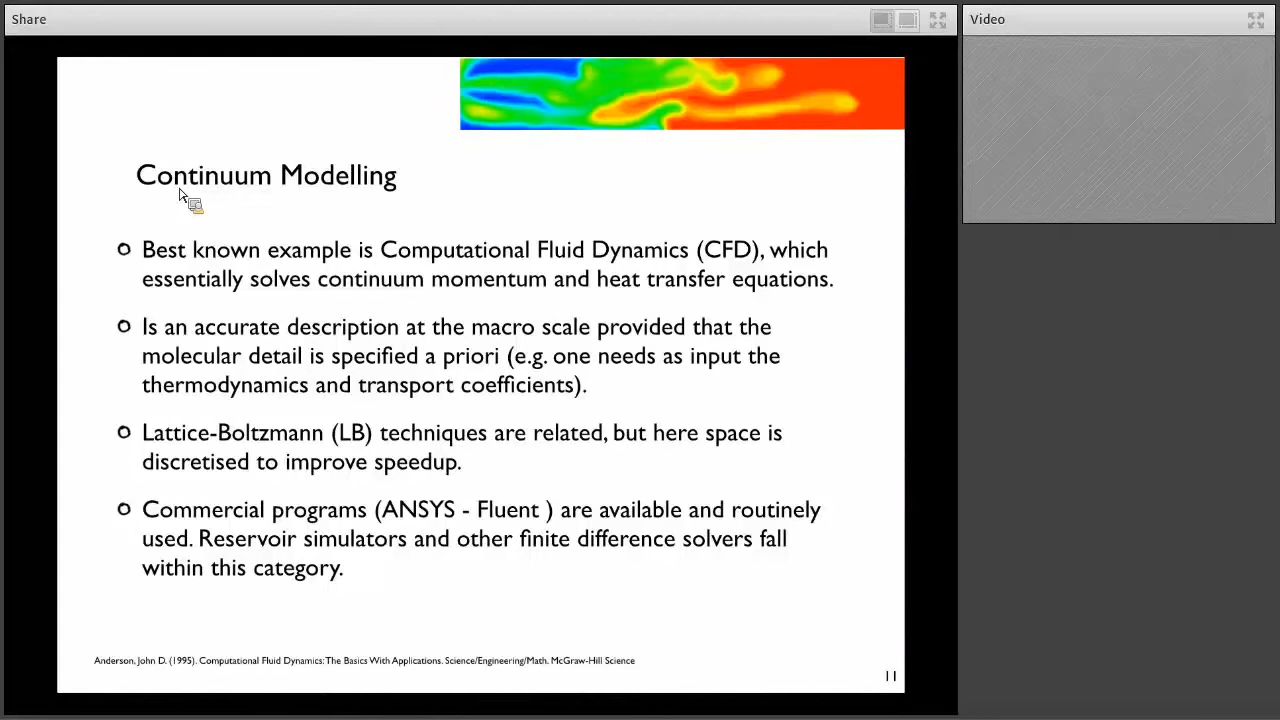 Share
Video
Continuum Modelling
Best known example is Computational Fluid Dynamics (CFD), which
essentially solves continuum momentum and heat transfer equations.
Is an accurate description at the macro scale provided that the
molecular detail is specified a priori (e.g. one needs as input the
thermodynamics and transport coefficients).
Lattice-Boltzmann (LB) techniques are related, but here space is
discretised to improve speedup.
Commercial programs (ANSYS - Fluent ) are available and routinely
used. Reservoir simulators and other finite difference solvers fall
within this category.
Anderson, John D. (1995). Computational Fluid Dynamics: The Basics With Applications. Science/Engineering/Math. McGraw-Hill Science
11